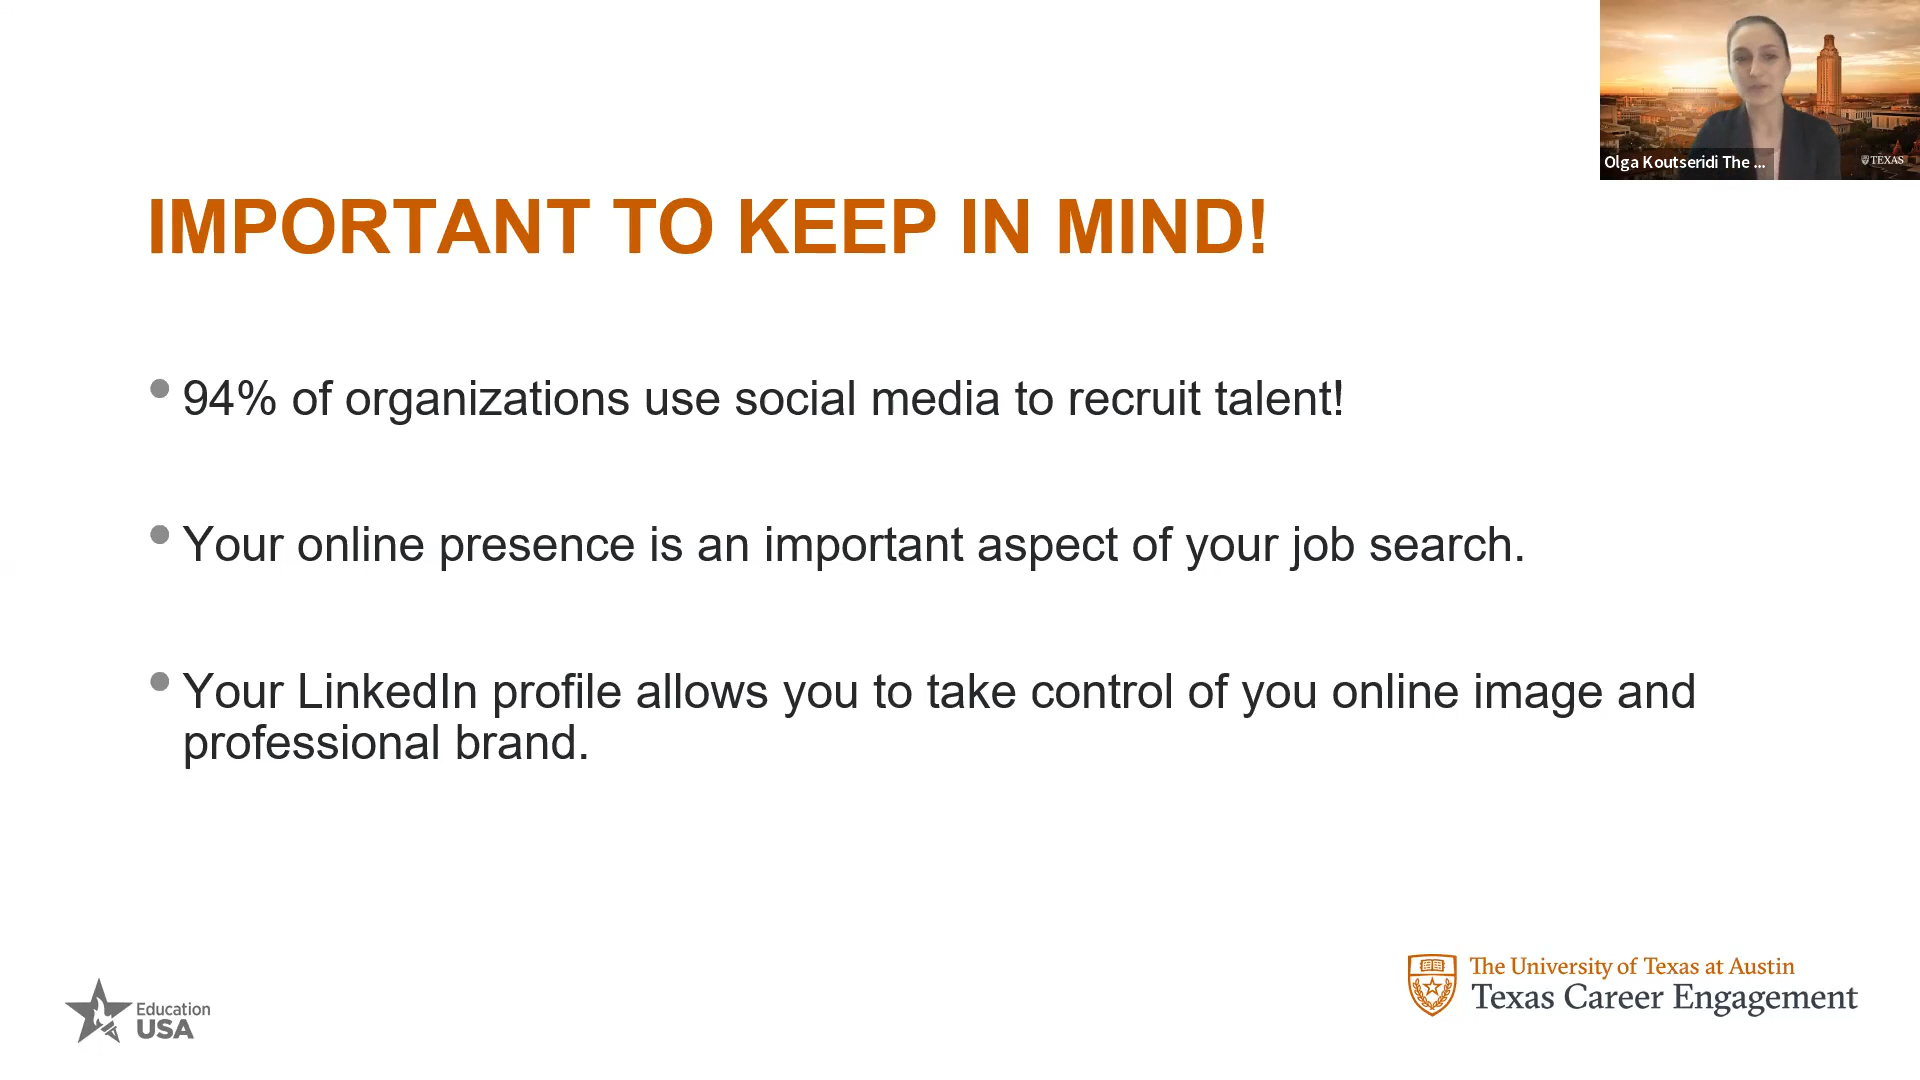 Olga Koutseridi The ...
TEXAS
IMPORTANT TO KEEP IN MIND!
94% of organizations use social media to recruit talent!
Your online presence is an important aspect of your job search.
Your LinkedIn profile allows you to take control of you online image and
professional brand.
Education
USA
The University of Texas at Austin
Texas Career Engagement